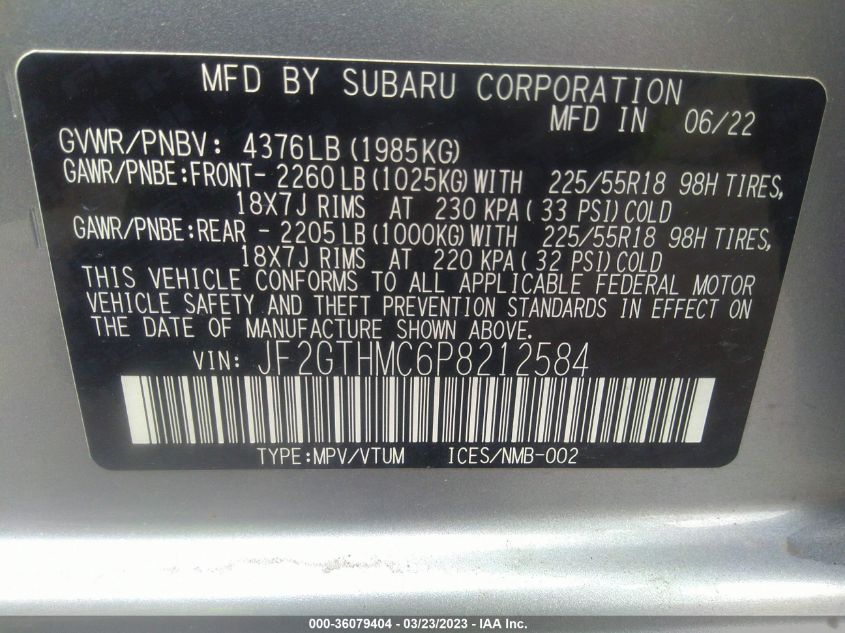 MFD BY SUBARU CORPORATION
MFD IN 06/22
GVWR/PNBV: 4376LB (1985KG)
GAWR/PNBE:FRONT- 2260 LB (1025KG) WITH 225/55R18 98H TIRES,
18X7J RIMS AT 230 KPA ( 33 PSI) COLD
GAWR/PNBE:REAR - 2205 LB (1000KG) WITH 225/55R18 98H TIRES,
18X7J RIMS AT 220 KPA ( 32 PSI) COLD
THIS VEHICLE CONFORMS TO ALL APPLICABLE FEDERAL MOTOR
VEHICLE SAFETY AND THEFT PREVENTION STANDARDS IN EFFECT ON
THE DATE OF MANUFACTURE SHOWN ABOVE.
VIN: JF2GTHMC6P8212584
TYPE:MPV/VTUM ICES/NMB-002
000-36079404 — 03/23/2023 — IAA Inc.